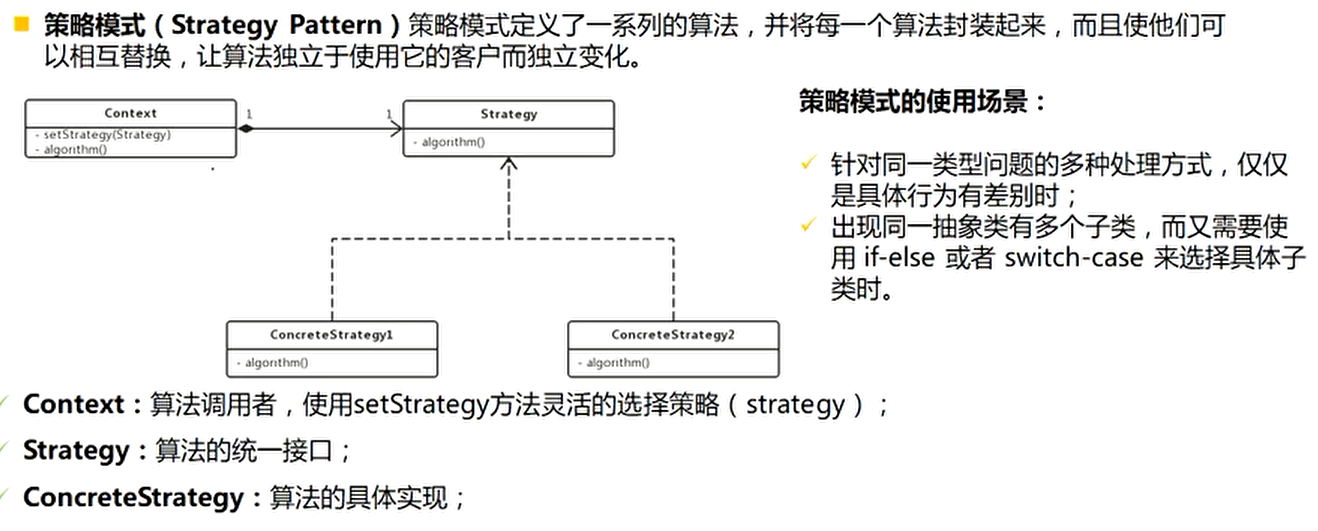 策略模式（Strategy Pattern）策略模式定义了一系列的算法，并将每一个算法封装起来，而且使他们可
以相互替换，让算法独立于使用它的客户而独立变化。
Context
- setStrategy(Strategy)
- algorithm()
1
1
Strategy
- algorithm()
ConcreteStrategy1
- algorithm()
ConcreteStrategy2
- algorithm()
策略模式的使用场景：
针对同一类型问题的多种处理方式，仅仅
是具体行为有差别时；
出现同一抽象类有多个子类，而又需要使
用 if-else 或者 switch-case 来选择具体子
类时。
Context：算法调用者，使用setStrategy方法灵活的选择策略（strategy）；
Strategy：算法的统一接口；
ConcreteStrategy：算法的具体实现；